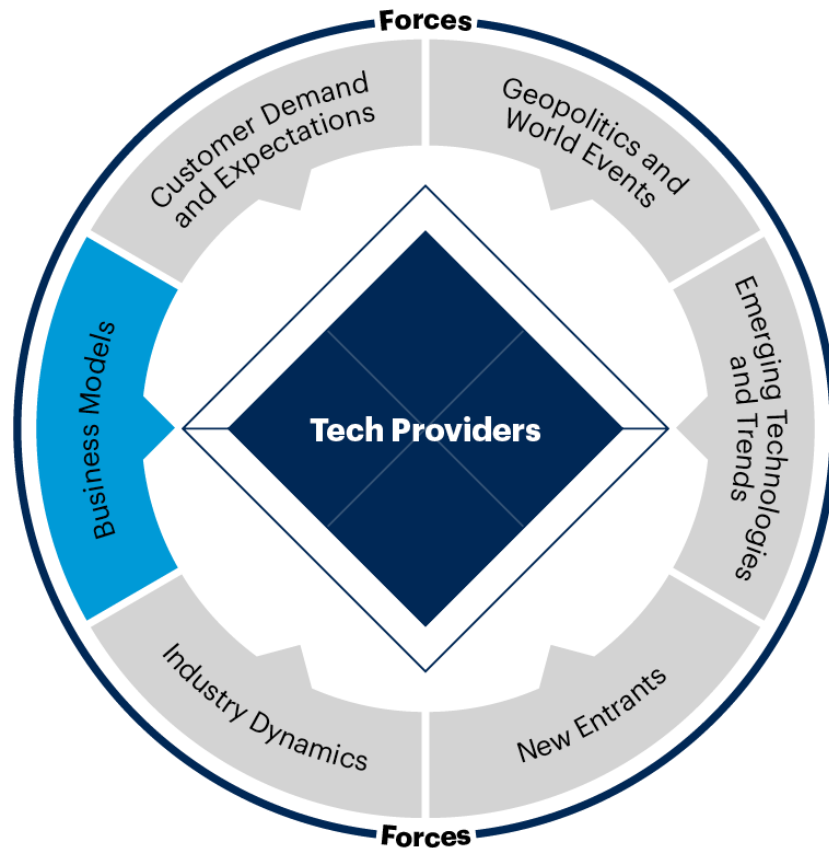 Forces
Customer Demand
and Expectations
Geopolitics and
World Events
Business Models
Tech Providers
Emerging Technologies
and Trends
Industry Dynamics
New Entrants
Forces